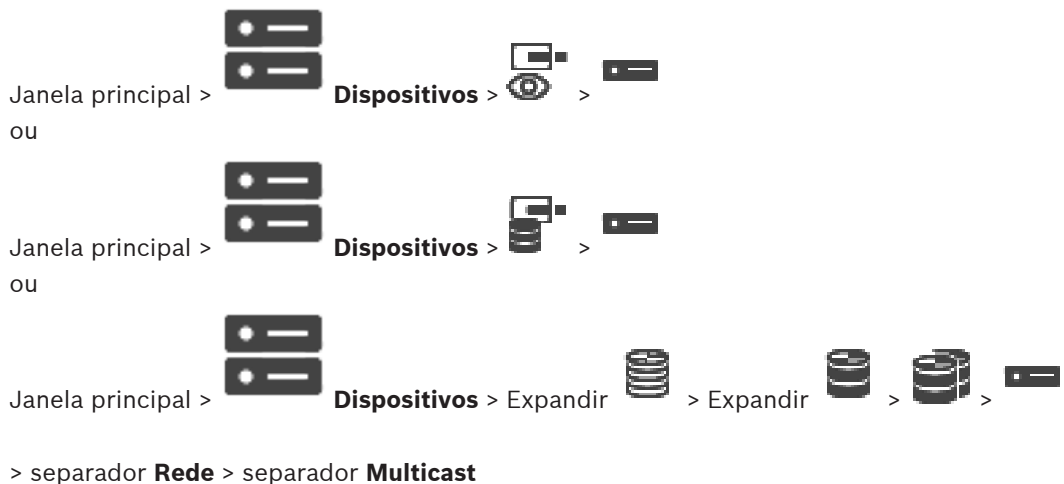 Janela principal > Dispositivos > >
ou
Janela principal > Dispositivos > >
ou
Janela principal > Dispositivos > Expandir > Expandir > >
> separador Rede > separador Multicast